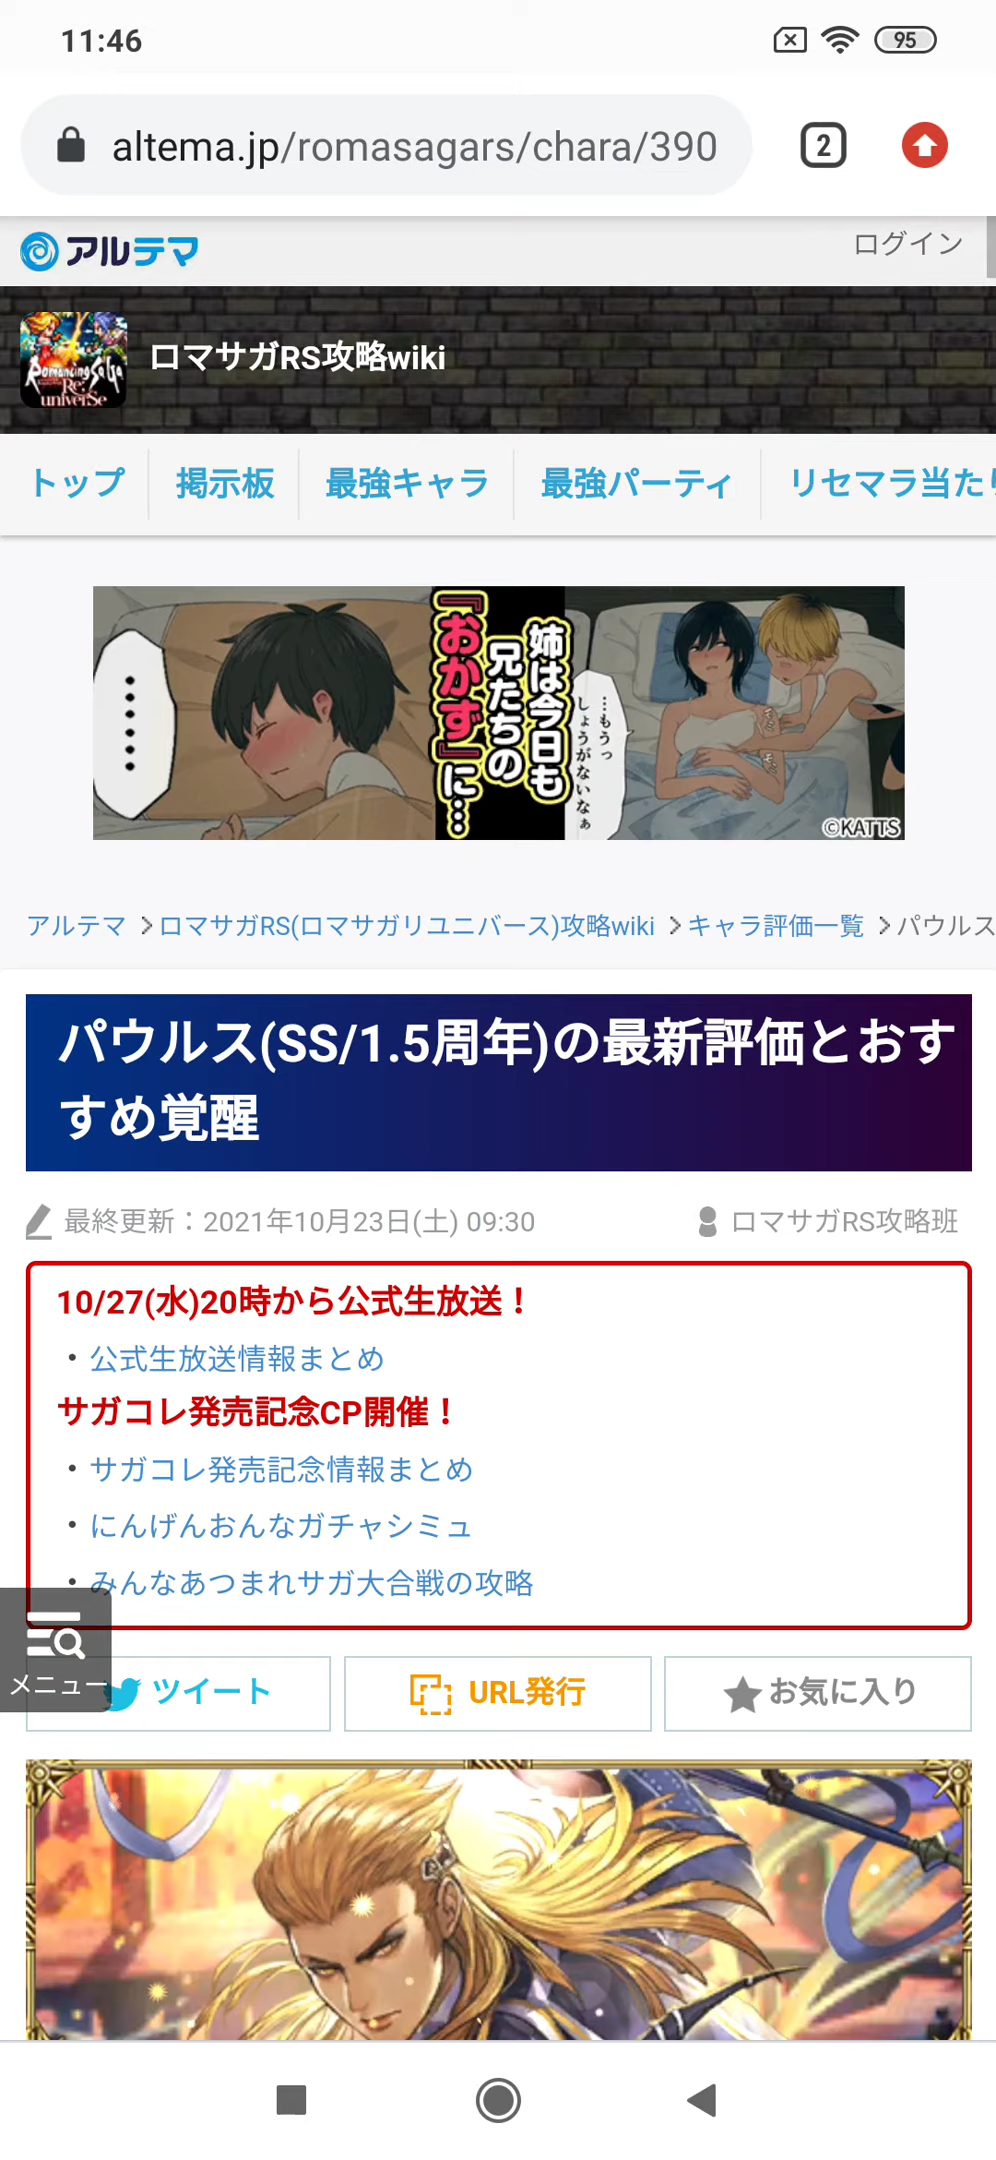 11:46
95
altema.jp/romasagars/chara/390
2
アルテマ
ログイン
Romancing SaGa
Re;
univerSe
ロマサガRS攻略wiki
トップ
掲示板
最強キャラ
最強パーティ
リセマラ当たり
......
姉は今日も
兄たちの
『おかず』に…
…もうっ
しょうがないなぁ
©KATTS
アルテマ >ロマサガRS(ロマサガリユニバース)攻略wiki >キャラ評価一覧 >パウルス
パウルス(SS/1.5周年)の最新評価とおす
すめ覚醒
最終更新：2021年10月23日(土) 09:30
ロマサガRS攻略班
10/27(水)20時から公式生放送！
・公式生放送情報まとめ
サガコレ発売記念CP開催！
・サガコレ発売記念情報まとめ
・にんげんおんなガチャシミュ
・みんなあつまれサガ大合戦の攻略
メニュー
ツイート
URL発行
お気に入り